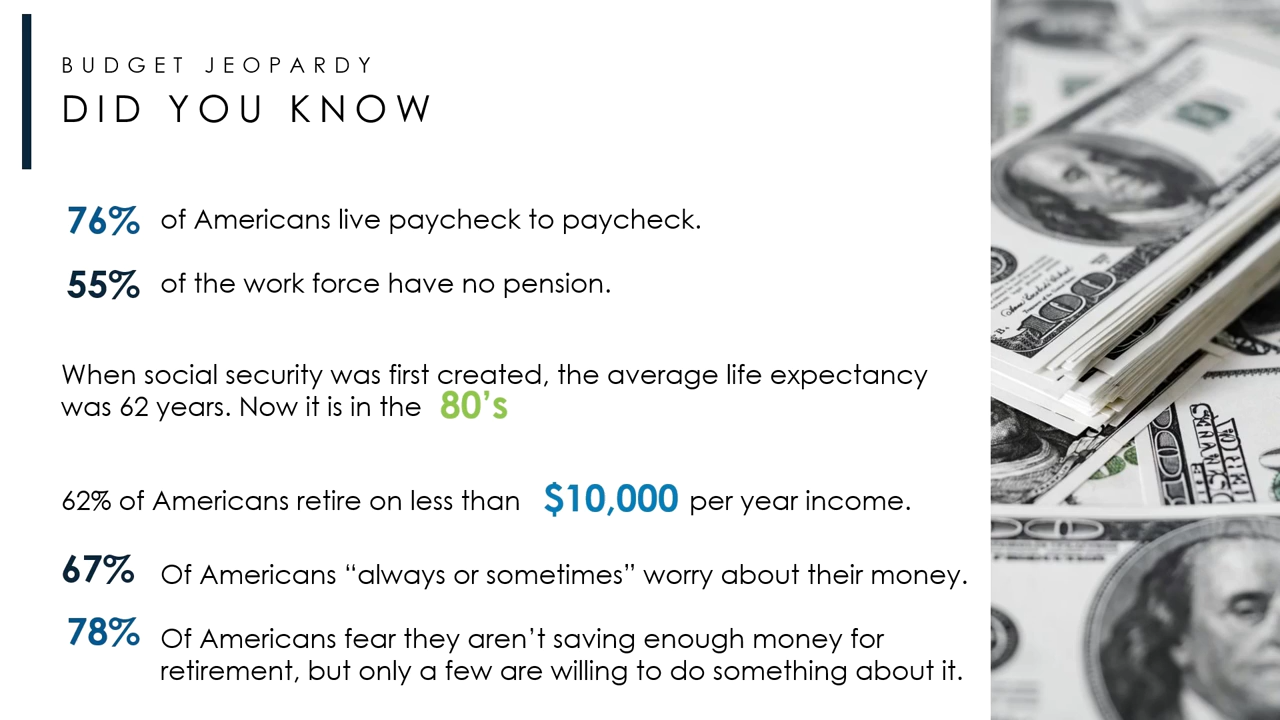 BUDGET JEOPARDY
DID YOU KNOW
76% of Americans live paycheck to paycheck.
55% of the work force have no pension.
When social security was first created, the average life expectancy
was 62 years. Now it is in the 80’s
62% of Americans retire on less than $10,000 per year income.
67% Of Americans “always or sometimes” worry about their money.
78% Of Americans fear they aren’t saving enough money for
retirement, but only a few are willing to do something about it.
100